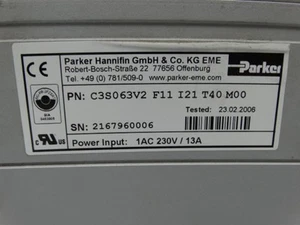 Parker Hannifin GmbH & Co. KG EME
Robert-Bosch-Straße 22 77656 Offenburg
Tel. +49 (0) 781/509-0 www.parker-eme.com
Parker
PN: C3S063V2 F11 I21 T40 M00
Tested: 23.02.2006
SN: 2167960006
Power Input: 1AC 230V / 13A